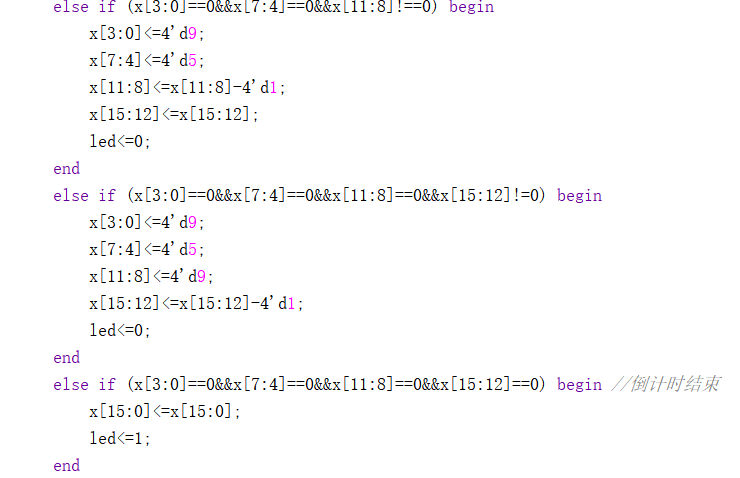 else if (x[3:0]==0&&x[7:4]==0&&x[11:8]!==0) begin
x[3:0]<=4'd9;
x[7:4]<=4'd5;
x[11:8]<=x[11:8]-4'd1;
x[15:12]<=x[15:12];
led<=0;
end
else if (x[3:0]==0&&x[7:4]==0&&x[11:8]==0&&x[15:12]!=0) begin
x[3:0]<=4'd9;
x[7:4]<=4'd5;
x[11:8]<=4'd9;
x[15:12]<=x[15:12]-4'd1;
led<=0;
end
else if (x[3:0]==0&&x[7:4]==0&&x[11:8]==0&&x[15:12]==0) begin //倒计时结束
x[15:0]<=x[15:0];
led<=1;
end